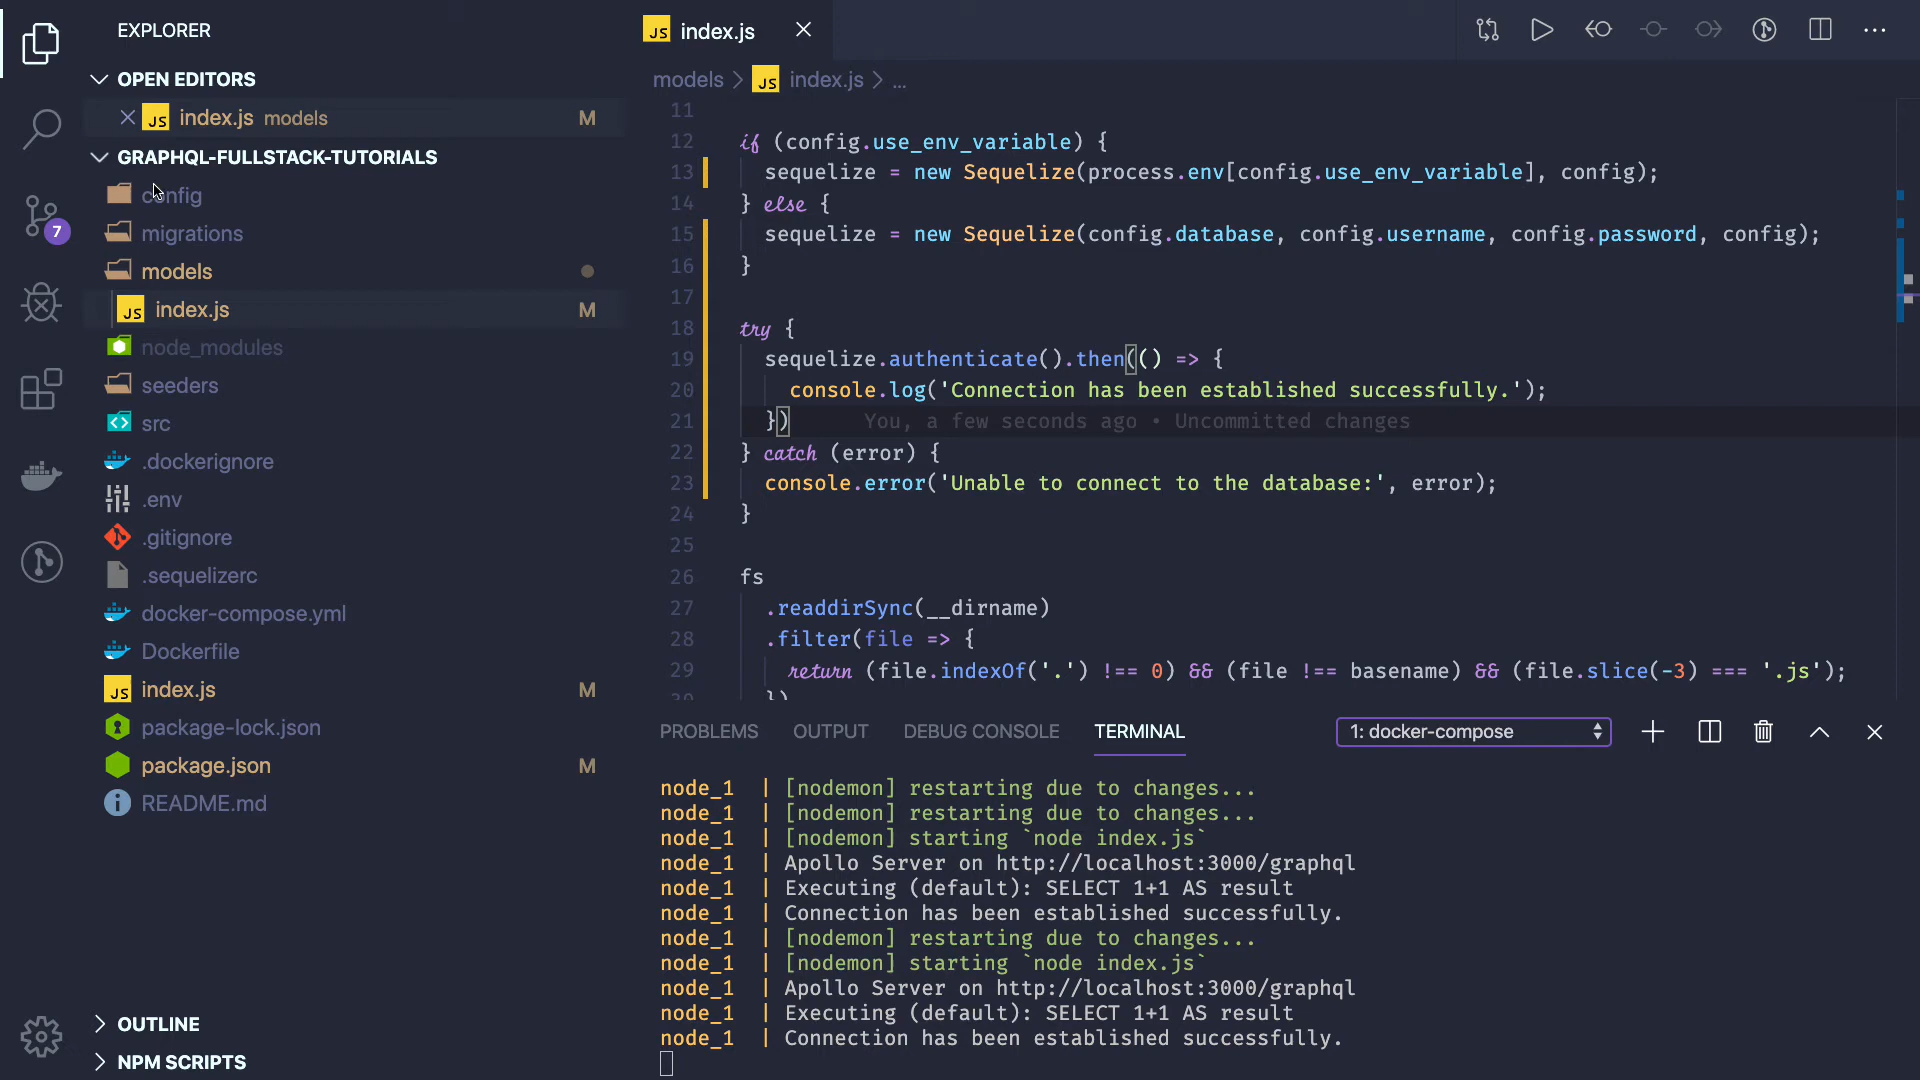 EXPLORER
OPEN EDITORS
JS index.js models M
GRAPHQL-FULLSTACK-TUTORIALS
config
migrations
models
JS index.js M
node_modules
seeders
src
.dockerignore
.env
.gitignore
.sequelizerc
docker-compose.yml
Dockerfile
JS index.js M
package-lock.json
package.json M
README.md
OUTLINE
NPM SCRIPTS
7
JS index.js
models > JS index.js > ...
11
12 if (config.use_env_variable) {
13 sequelize = new Sequelize(process.env[config.use_env_variable], config);
14 } else {
15 sequelize = new Sequelize(config.database, config.username, config.password, config);
16 }
17
18 try {
19 sequelize.authenticate().then(() => {
20 console.log('Connection has been established successfully.');
21 }) You, a few seconds ago • Uncommitted changes
22 } catch (error) {
23 console.error('Unable to connect to the database:', error);
24 }
25
26 fs
27 .readdirSync(__dirname)
28 .filter(file => {
29 return (file.indexOf('.') !== 0) && (file !== basename) && (file.slice(-3) === '.js');
30 })
PROBLEMS OUTPUT DEBUG CONSOLE TERMINAL 1: docker-compose
node_1 | [nodemon] restarting due to changes...
node_1 | [nodemon] restarting due to changes...
node_1 | [nodemon] starting `node index.js`
node_1 | Apollo Server on http://localhost:3000/graphql
node_1 | Executing (default): SELECT 1+1 AS result
node_1 | Connection has been established successfully.
node_1 | [nodemon] restarting due to changes...
node_1 | [nodemon] starting `node index.js`
node_1 | Apollo Server on http://localhost:3000/graphql
node_1 | Executing (default): SELECT 1+1 AS result
node_1 | Connection has been established successfully.